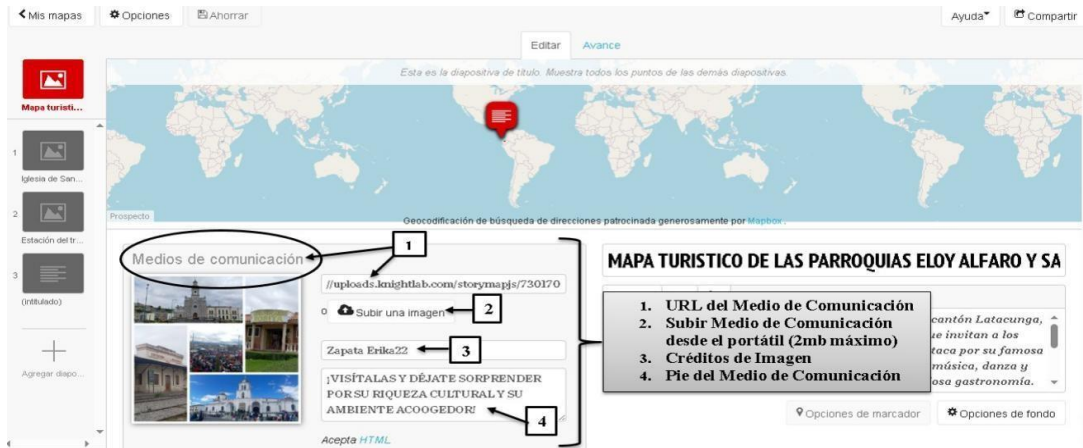 Mis mapas
Opciones
Ahorrar
Ayuda
Compartir
Editar
Avance
Esta es la diapositiva de título. Muestra todos los puntos de las demás diapositivas.
Mapa turisti...
1
Iglesia de San...
2
Estación del tr...
3
(intitulado)
Agregar diapo...
Prospecto
Geocodificación de búsqueda de direcciones patrocinada generosamente por Mapbox.
Medios de comunicación
1
//uploads.knightlab.com/storymapjs/730170
o Subir una imagen
2
Zapata Erika22
3
¡VISÍTALAS Y DÉJATE SORPRENDER
POR SU RIQUEZA CULTURAL Y SU
AMBIENTE ACOOGEDOR!
4
Acepta HTML
MAPA TURISTICO DE LAS PARROQUIAS ELOY ALFARO Y SA
1. URL del Medio de Comunicación
2. Subir Medio de Comunicación
desde el portátil (2mb máximo)
3. Créditos de Imagen
4. Pie del Medio de Comunicación
cantón Latacunga,
ue invitan a los
taca por su famosa
música, danza y
osa gastronomía.
Opciones de marcador
Opciones de fondo